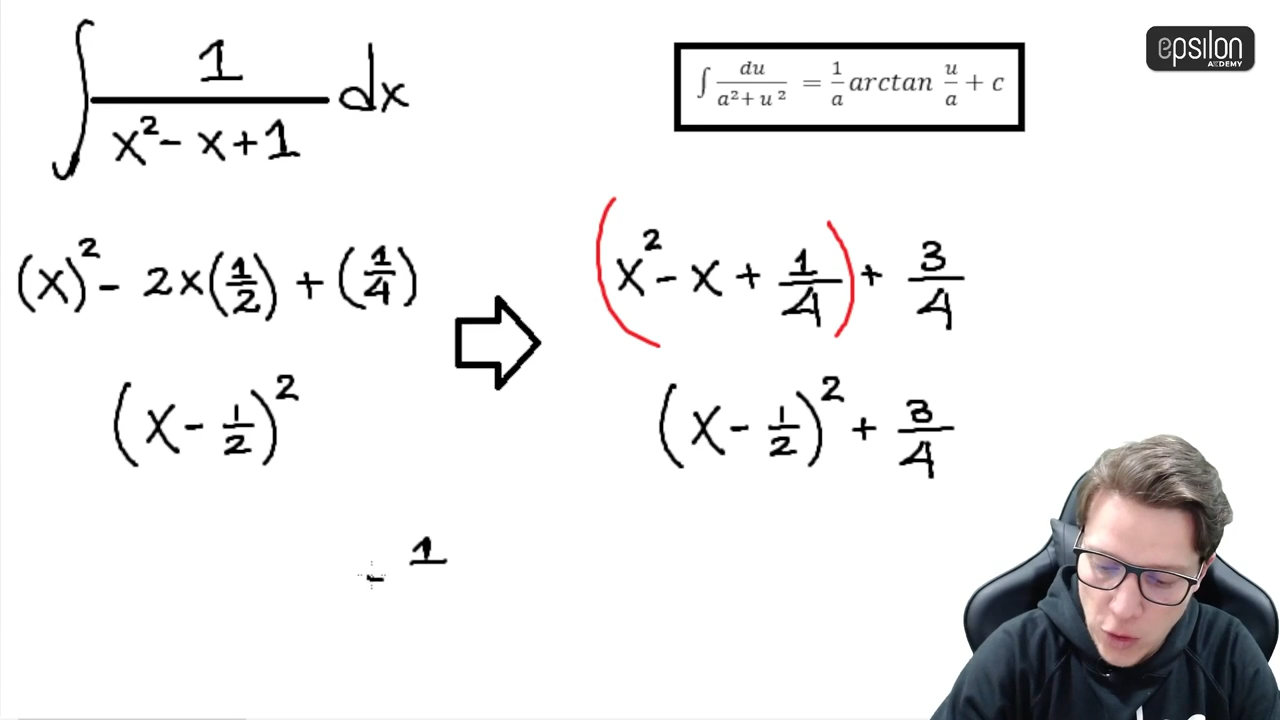 epsilon
AXDEMY
∫ 1/(x² - x + 1) dx
∫ du/(a² + u²) = 1/a arctan u/a + c
(x)² - 2x(1/2) + (1/4)
(x² - x + 1/4) + 3/4
(x - 1/2)²
(x - 1/2)² + 3/4
- 1